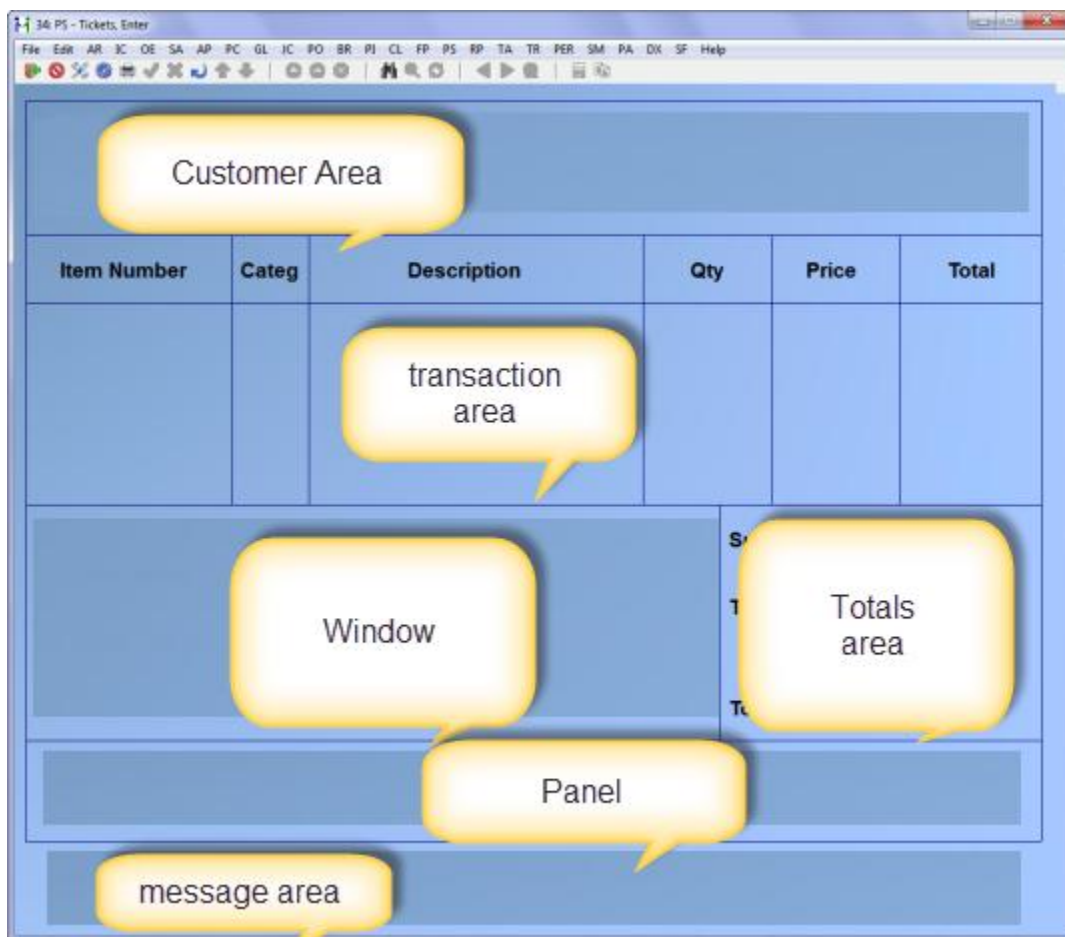 34: PS - Tickets, Enter
File Edit AR IC OE SA AP PC GL JC PO BR PI CL FP PS RP TA TR PER SM PA DX SF Help
Customer Area
Item Number Categ Description Qty Price Total
transaction
area
Window
Totals
area
Panel
message area